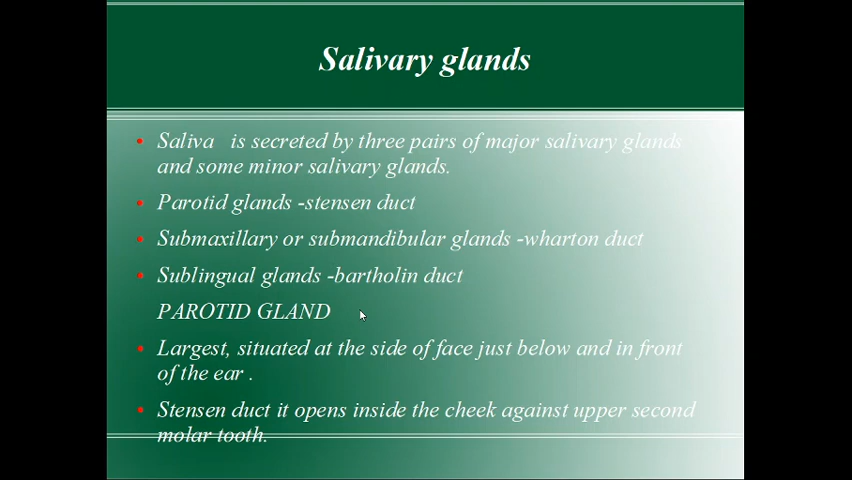 Salivary glands
• Saliva is secreted by three pairs of major salivary glands
and some minor salivary glands.
• Parotid glands -stensen duct
• Submaxillary or submandibular glands -wharton duct
• Sublingual glands -bartholin duct
PAROTID GLAND
• Largest, situated at the side of face just below and in front
of the ear .
• Stensen duct it opens inside the cheek against upper second
molar tooth.